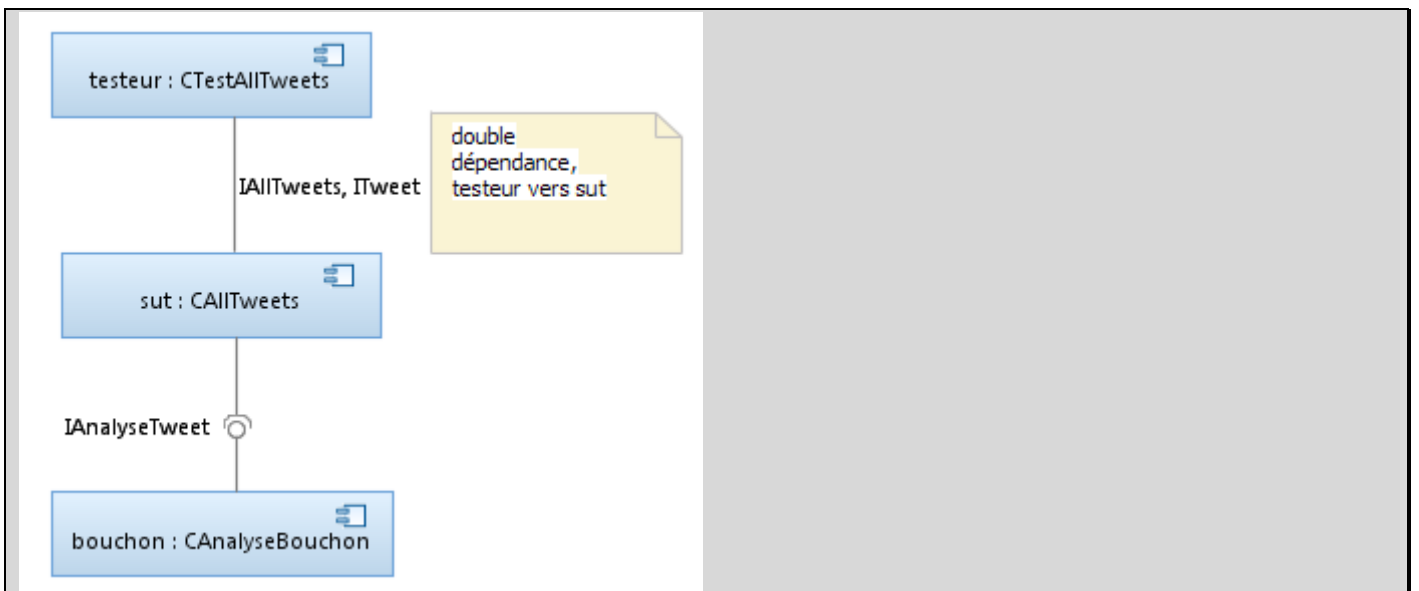 testeur : CTestAllTweets
double
dépendance,
testeur vers sut
IAllTweets, ITweet
sut : CAllTweets
IAnalyseTweet
bouchon : CAnalyseBouchon